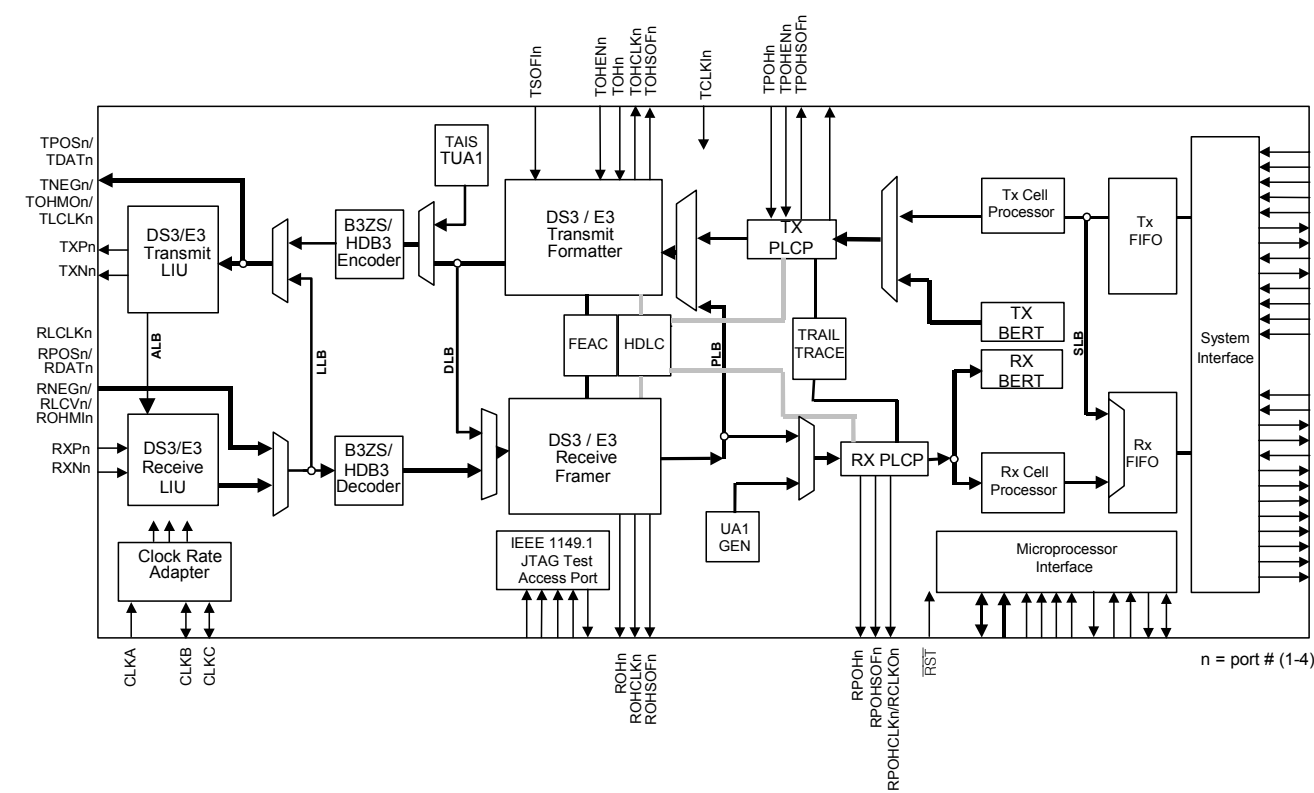 TSOFIn
TOHENn
TOHn
TOHCLKn
TOHSOFn
TCLKIn
TPOHn
TPOHENn
TPOHSOFn
TPOSn/
TDATn
TNEGn/
TOHMOn/
TLCLKn
TXPn
TXNn
RLCLKn
RPOSn/
RDATn
RNEGn/
RLCVn/
ROHMIn
RXPn
RXNn
DS3/E3
Transmit
LIU
ALB
DS3/E3
Receive
LIU
Clock Rate
Adapter
CLKA
CLKB
CLKC
LLB
B3ZS/
HDB3
Encoder
B3ZS/
HDB3
Decoder
TAIS
TUA1
DLB
DS3 / E3
Transmit
Formatter
FEAC
HDLC
DS3 / E3
Receive
Framer
IEEE 1149.1
JTAG Test
Access Port
ROHn
ROHCLKn
ROHSOFn
PLB
UA1
GEN
TX
PLCP
TRAIL
TRACE
RX PLCP
RPOHn
RPOHSOFn
RPOHCLKn/RCLKOn
Tx Cell
Processor
TX
BERT
RX
BERT
Rx Cell
Processor
SLB
Tx
FIFO
Rx
FIFO
System
Interface
Microprocessor
Interface
RST
n = port # (1-4)